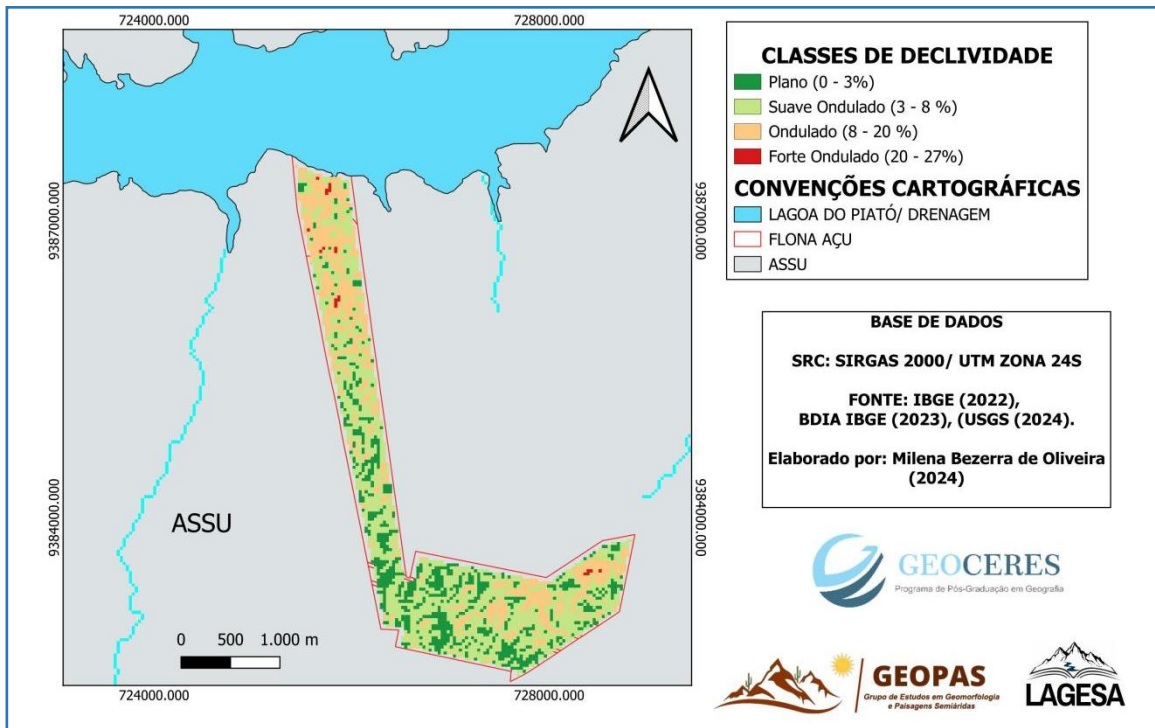 724000.000
728000.000
9387000.000
9384000.000
ASSU
0 500 1.000 m
9387000.000
9384000.000
724000.000
728000.000
CLASSES DE DECLIVIDADE
Plano (0 - 3%)
Suave Ondulado (3 - 8 %)
Ondulado (8 - 20 %)
Forte Ondulado (20 - 27%)
CONVENÇÕES CARTOGRÁFICAS
LAGOA DO PIATÓ/ DRENAGEM
FLONA AÇU
ASSU
BASE DE DADOS
SRC: SIRGAS 2000/ UTM ZONA 24S
FONTE: IBGE (2022),
BDIA IBGE (2023), (USGS (2024).
Elaborado por: Milena Bezerra de Oliveira
(2024)
GEOCERES
Programa de Pós-Graduação em Geografia
GEOPAS
Grupo de Estudos em Geomorfologia
e Paisagens Semiáridas
LAGESA